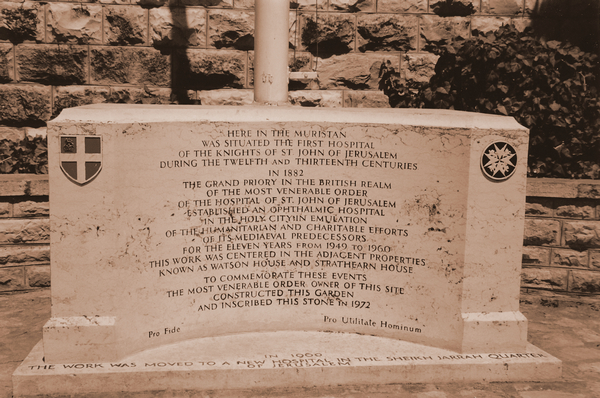 HERE IN THE MURISTAN
WAS SITUATED THE FIRST HOSPITAL
OF THE KNIGHTS OF ST JOHN OF JERUSALEM
DURING THE TWELFTH AND THIRTEENTH CENTURIES
IN 1882
THE GRAND PRIORY IN THE BRITISH REALM
OF THE MOST VENERABLE ORDER
OF THE HOSPITAL OF ST. JOHN OF JERUSALEM
ESTABLISHED AN OPHTHALMIC HOSPITAL
IN THE HOLY CITY IN EMULATION
OF THE HUMANITARIAN AND CHARITABLE EFFORTS
OF ITS MEDIAEVAL PREDECESSORS
FOR THE ELEVEN YEARS FROM 1949 TO 1960
THIS WORK WAS CENTERED IN THE ADJACENT PROPERTIES
KNOWN AS WATSON HOUSE AND STRATHEARN HOUSE
TO COMMEMORATE THESE EVENTS
THE MOST VENERABLE ORDER OWNER OF THIS SITE
CONSTRUCTED THIS GARDEN
AND INSCRIBED THIS STONE IN 1972
Pro Fide
Pro Utilitate Hominum
IN 1960
THE WORK WAS MOVED TO A NEW HOSPITAL IN THE SHEIKH JARRAH QUARTER
OF JERUSALEM